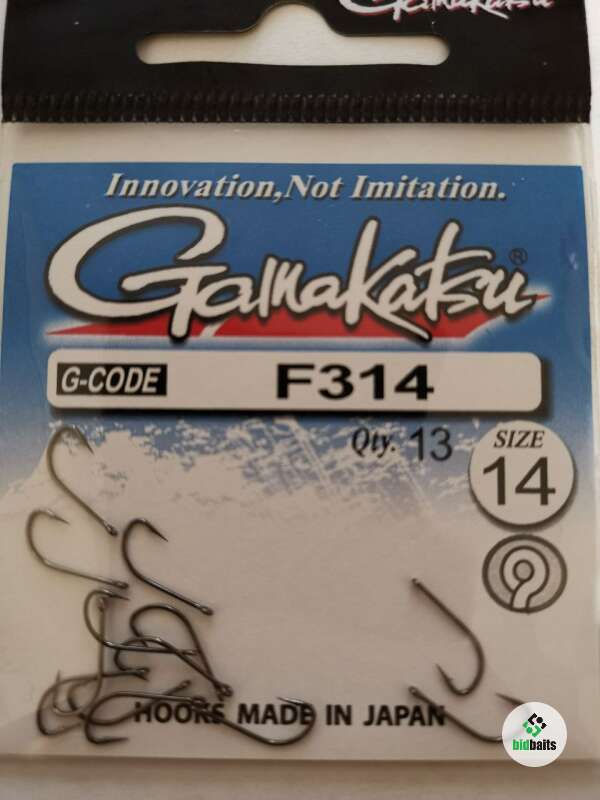 Gamakatsu
Innovation,Not Imitation.
Gamakatsu®
G-CODE F314
Qty. 13
SIZE
14
HOOKS MADE IN JAPAN
bidbaits